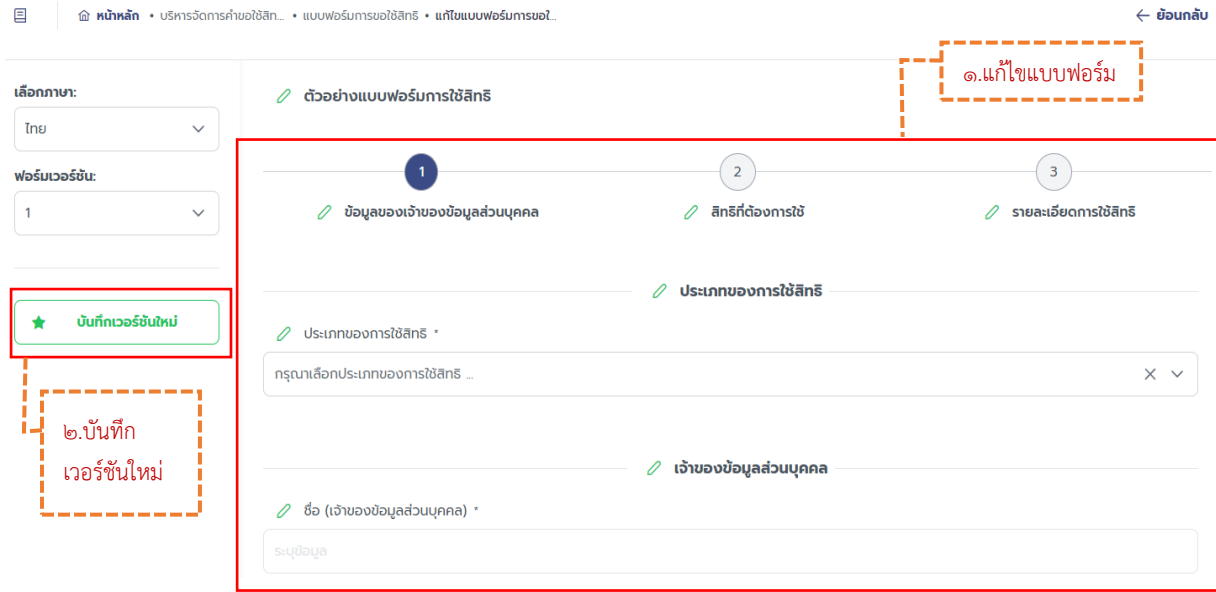 หน้าหลัก • บริหารจัดการคำขอใช้สิท... • แบบฟอร์มการขอใช้สิทธิ • แก้ไขแบบฟอร์มการขอใ...
ย้อนกลับ
๑.แก้ไขแบบฟอร์ม
เลือกภาษา:
ไทย
ฟอร์มเวอร์ชัน:
1
บันทึกเวอร์ชันใหม่
๒.บันทึก
เวอร์ชันใหม่
ตัวอย่างแบบฟอร์มการใช้สิทธิ
1 2 3
ข้อมูลของเจ้าของข้อมูลส่วนบุคคล สิทธิที่ต้องการใช้ รายละเอียดการใช้สิทธิ
ประเภทของการใช้สิทธิ
ประเภทของการใช้สิทธิ *
กรุณาเลือกประเภทของการใช้สิทธิ ...
เจ้าของข้อมูลส่วนบุคคล
ชื่อ (เจ้าของข้อมูลส่วนบุคคล) *
ระบุข้อมูล